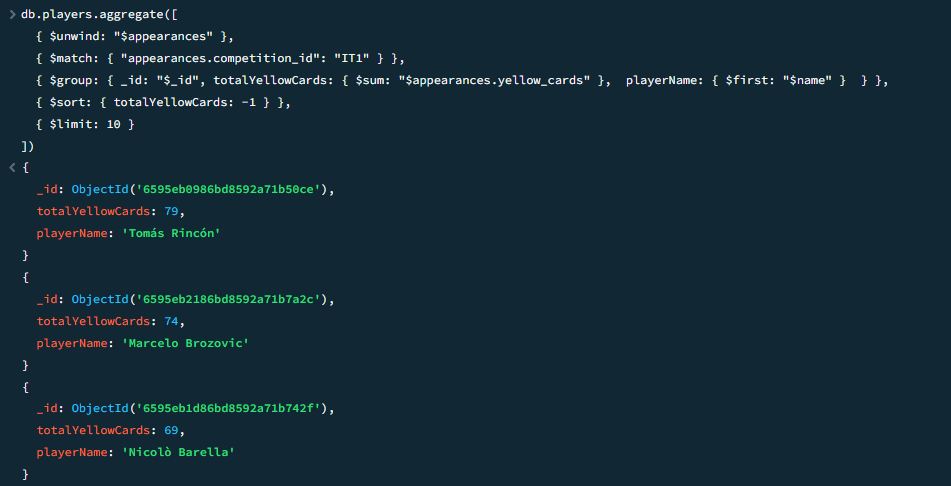 db.players.aggregate([
{ $unwind: "$appearances" },
{ $match: { "appearances.competition_id": "IT1" } },
{ $group: { _id: "$_id", totalYellowCards: { $sum: "$appearances.yellow_cards" },  playerName: { $first: "$name" }  } },
{ $sort: { totalYellowCards: -1 } },
{ $limit: 10 }
])
{
_id: ObjectId('6595eb0986bd8592a71b50ce'),
totalYellowCards: 79,
playerName: 'Tomás Rincón'
}
{
_id: ObjectId('6595eb2186bd8592a71b7a2c'),
totalYellowCards: 74,
playerName: 'Marcelo Brozovic'
}
{
_id: ObjectId('6595eb1d86bd8592a71b742f'),
totalYellowCards: 69,
playerName: 'Nicolò Barella'
}